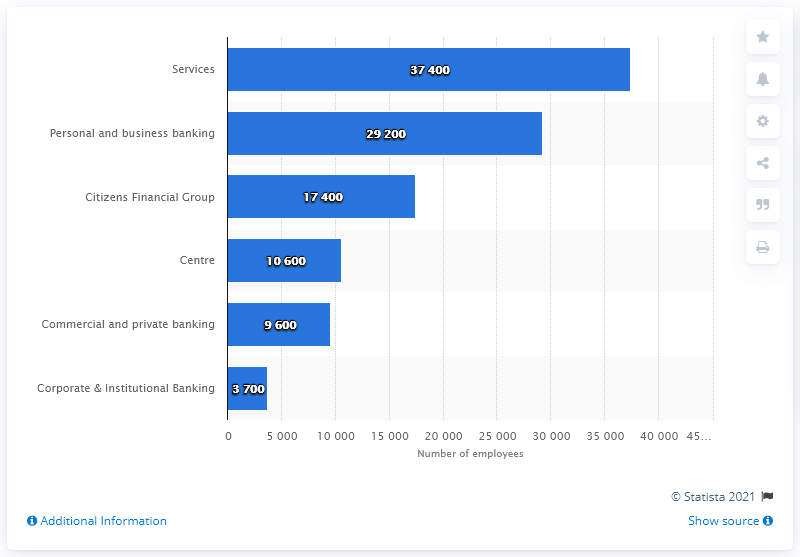 Services
37 400
Personal and business banking
29 200
Citizens Financial Group
17 400
Centre
10 600
Commercial and private banking
9 600
Corporate & Institutional Banking
3 700
0 5 000 10 000 15 000 20 000 25 000 30 000 35 000 40 000 45...
Number of employees
© Statista 2021
Additional Information
Show source